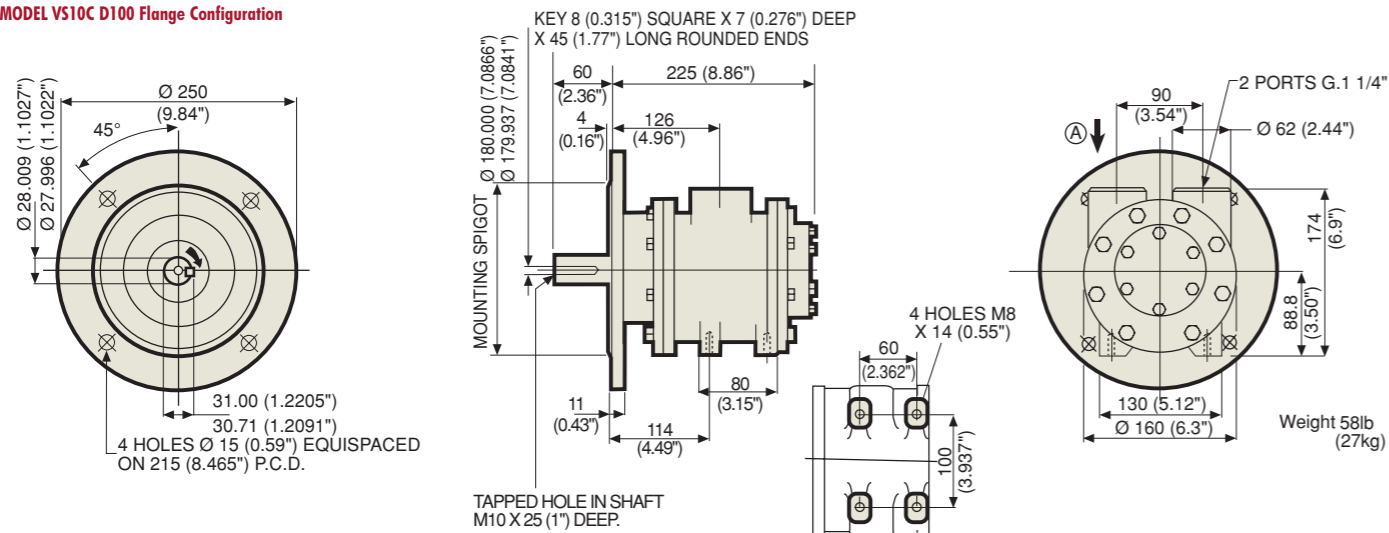 MODEL VS10C D100 Flange Configuration
Ø 250
(9.84")
45°
Ø 28.009 (1.1027")
Ø 27.996 (1.1022")
31.00 (1.2205")
30.71 (1.2091")
4 HOLES Ø 15 (0.59") EQUISPACED
ON 215 (8.465") P.C.D.
KEY 8 (0.315") SQUARE X 7 (0.276") DEEP
X 45 (1.77") LONG ROUNDED ENDS
60
(2.36")
225 (8.86")
4
(0.16")
126
(4.96")
Ø 180.000 (7.0866")
Ø 179.937 (7.0841")
MOUNTING SPIGOT
11
(0.43")
114
(4.49")
80
(3.15")
TAPPED HOLE IN SHAFT
M10 X 25 (1") DEEP.
4 HOLES M8
X 14 (0.55")
60
(2.362")
100
(3.937")
2 PORTS G.1 1/4"
90
(3.54")
Ø 62 (2.44")
A
174
(6.9")
88.8
(3.50")
130 (5.12")
Ø 160 (6.3")
Weight 58lb
(27kg)